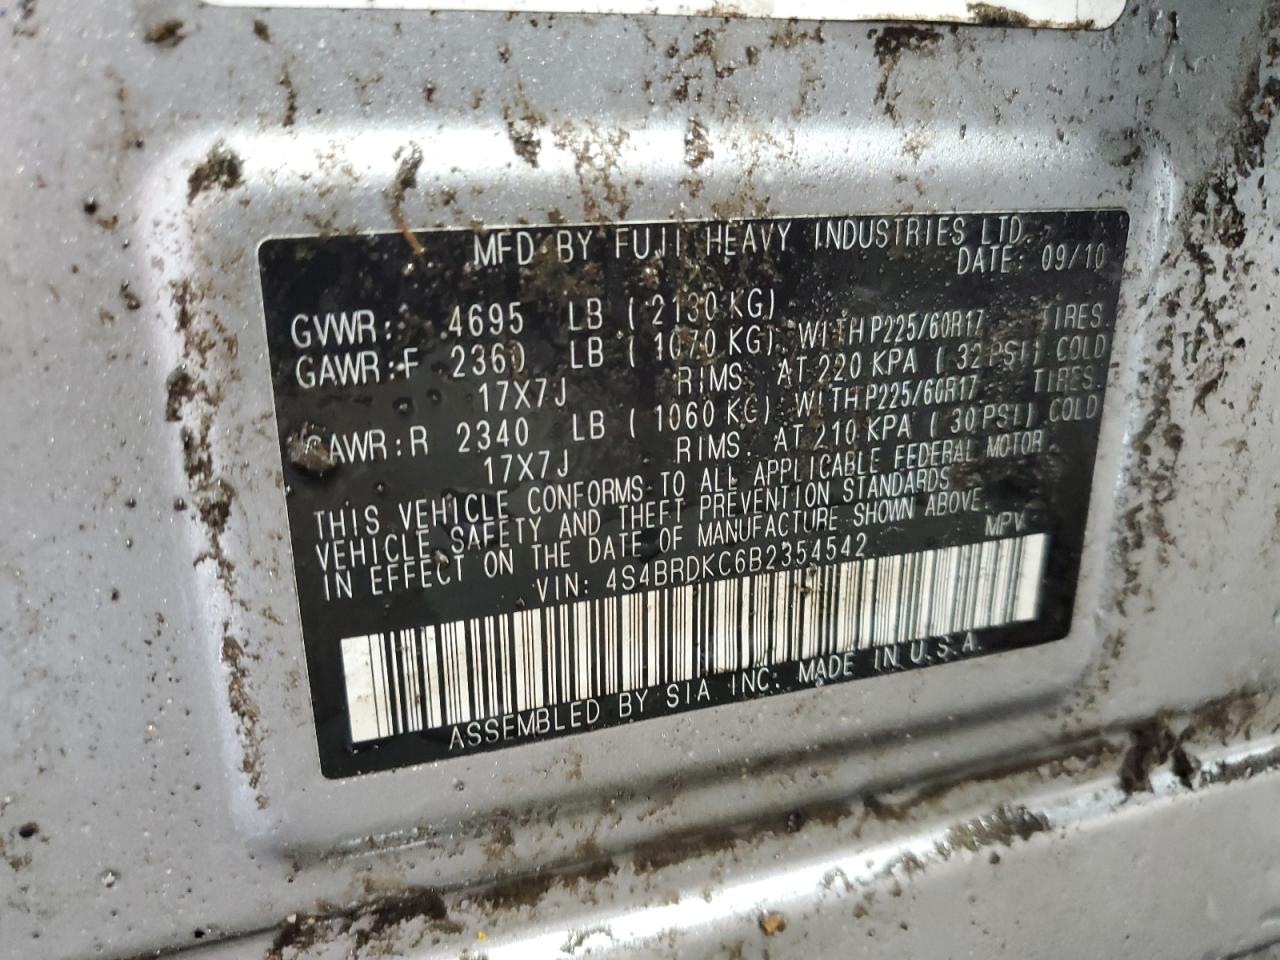 MFD BY FUJI HEAVY INDUSTRIES LTD.
DATE: 09/10
GVWR: 4695 LB (2130 KG)
GAWR:F 2360 LB (1070 KG) WITH P225/60R17 TIRES.
17X7J RIMS AT 220 KPA (32 PSI) COLD
GAWR:R 2340 LB (1060 KG) WITH P225/60R17 TIRES.
17X7J RIMS. AT 210 KPA (30 PSI) COLD
THIS VEHICLE CONFORMS TO ALL APPLICABLE FEDERAL MOTOR
VEHICLE SAFETY AND THEFT PREVENTION STANDARDS
IN EFFECT ON THE DATE OF MANUFACTURE SHOWN ABOVE.
VIN: 4S4BRDKC6B2354542 MPV
ASSEMBLED BY SIA INC. MADE IN U.S.A.